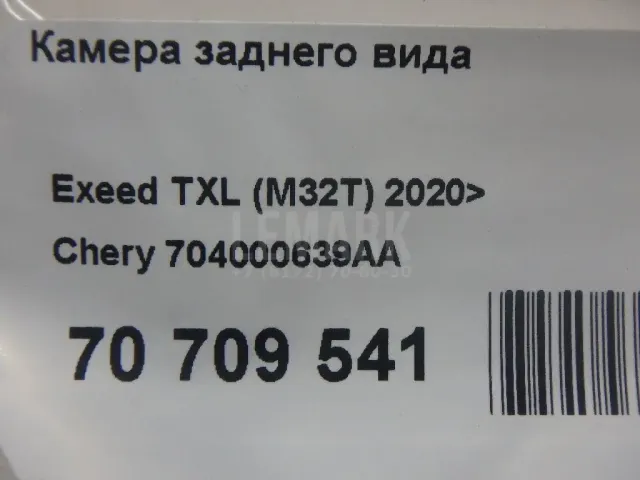 Камера заднего вида
Exeed TXL (M32T) 2020>
LEMARK
Chery 704000639AA
70 709 541